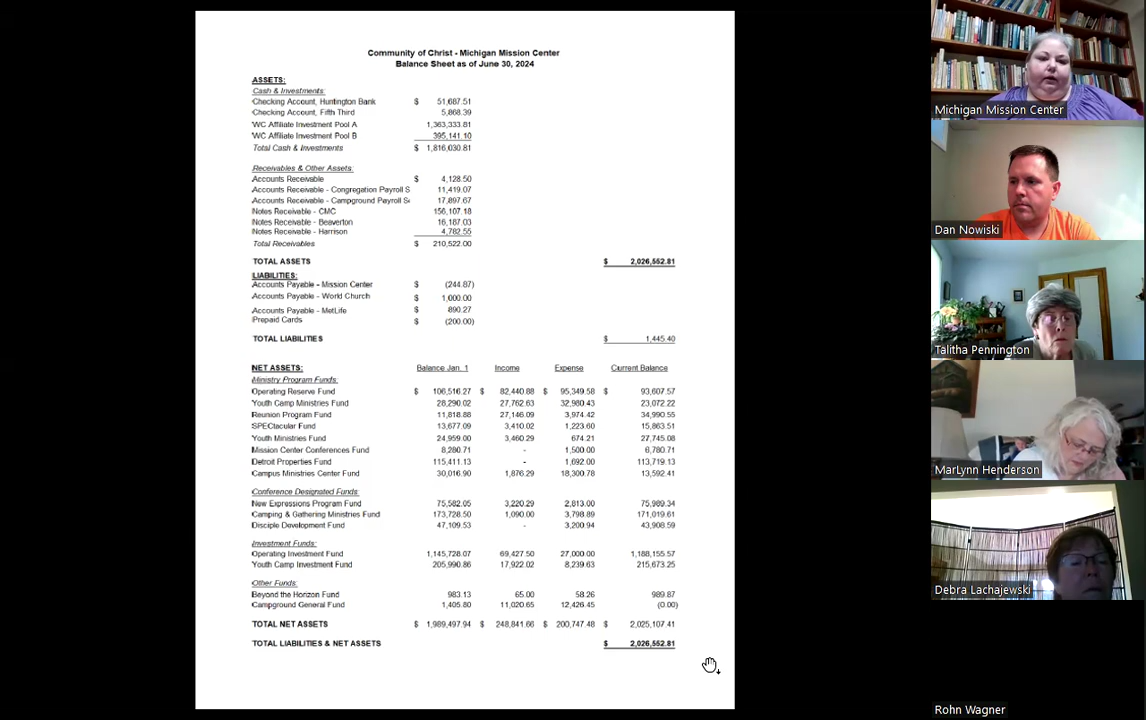 Community of Christ - Michigan Mission Center
Balance Sheet as of June 30, 2024
ASSETS:
Cash & Investments:
Checking Account, Huntington Bank $ 51,687.51
Checking Account, Fifth Third 5,868.39
WC Affiliate Investment Pool A 1,363,333.81
WC Affiliate Investment Pool B 395,141.10
Total Cash & Investments $ 1,816,030.81
Receivables & Other Assets:
Accounts Receivable $ 4,128.50
Accounts Receivable - Congregation Payroll S 11,419.07
Accounts Receivable - Campground Payroll Se 17,897.67
Notes Receivable - CMC 156,107.18
Notes Receivable - Beaverton 16,187.03
Notes Receivable - Harrison 4,782.55
Total Receivables $ 210,522.00
TOTAL ASSETS $ 2,026,552.81
LIABILITIES:
Accounts Payable - Mission Center $ (244.87)
Accounts Payable - World Church $ 1,000.00
Accounts Payable - MetLife $ 890.27
Prepaid Cards $ (200.00)
TOTAL LIABILITIES $ 1,445.40
NET ASSETS: Balance Jan. 1 Income Expense Current Balance
Ministry Program Funds:
Operating Reserve Fund $ 106,516.27 $ 82,440.88 $ 95,349.58 $ 93,607.57
Youth Camp Ministries Fund 28,290.02 27,762.63 32,980.43 23,072.22
Reunion Program Fund 11,818.88 27,146.09 3,974.42 34,990.55
SPECtacular Fund 13,677.09 3,410.02 1,223.60 15,863.51
Youth Ministries Fund 24,959.00 3,460.29 674.21 27,745.08
Mission Center Conferences Fund 8,280.71 - 1,500.00 6,780.71
Detroit Properties Fund 115,411.13 - 1,692.00 113,719.13
Campus Ministries Center Fund 30,016.90 1,876.29 18,300.78 13,592.41
Conference Designated Funds:
New Expressions Program Fund 75,582.05 3,220.29 2,813.00 75,989.34
Camping & Gathering Ministries Fund 173,728.50 1,090.00 3,798.89 171,019.61
Disciple Development Fund 47,109.53 - 3,200.94 43,908.59
Investment Funds:
Operating Investment Fund 1,145,728.07 69,427.50 27,000.00 1,188,155.57
Youth Camp Investment Fund 205,990.86 17,922.02 8,239.63 215,673.25
Other Funds:
Beyond the Horizon Fund 983.13 65.00 58.26 989.87
Campground General Fund 1,405.80 11,020.65 12,426.45 (0.00)
TOTAL NET ASSETS $ 1,989,497.94 $ 248,841.66 $ 200,747.48 $ 2,025,107.41
TOTAL LIABILITIES & NET ASSETS $ 2,026,552.81
Michigan Mission Center
Dan Nowiski
Talitha Pennington
MarLynn Henderson
Debra Lachajewski
Rohn Wagner